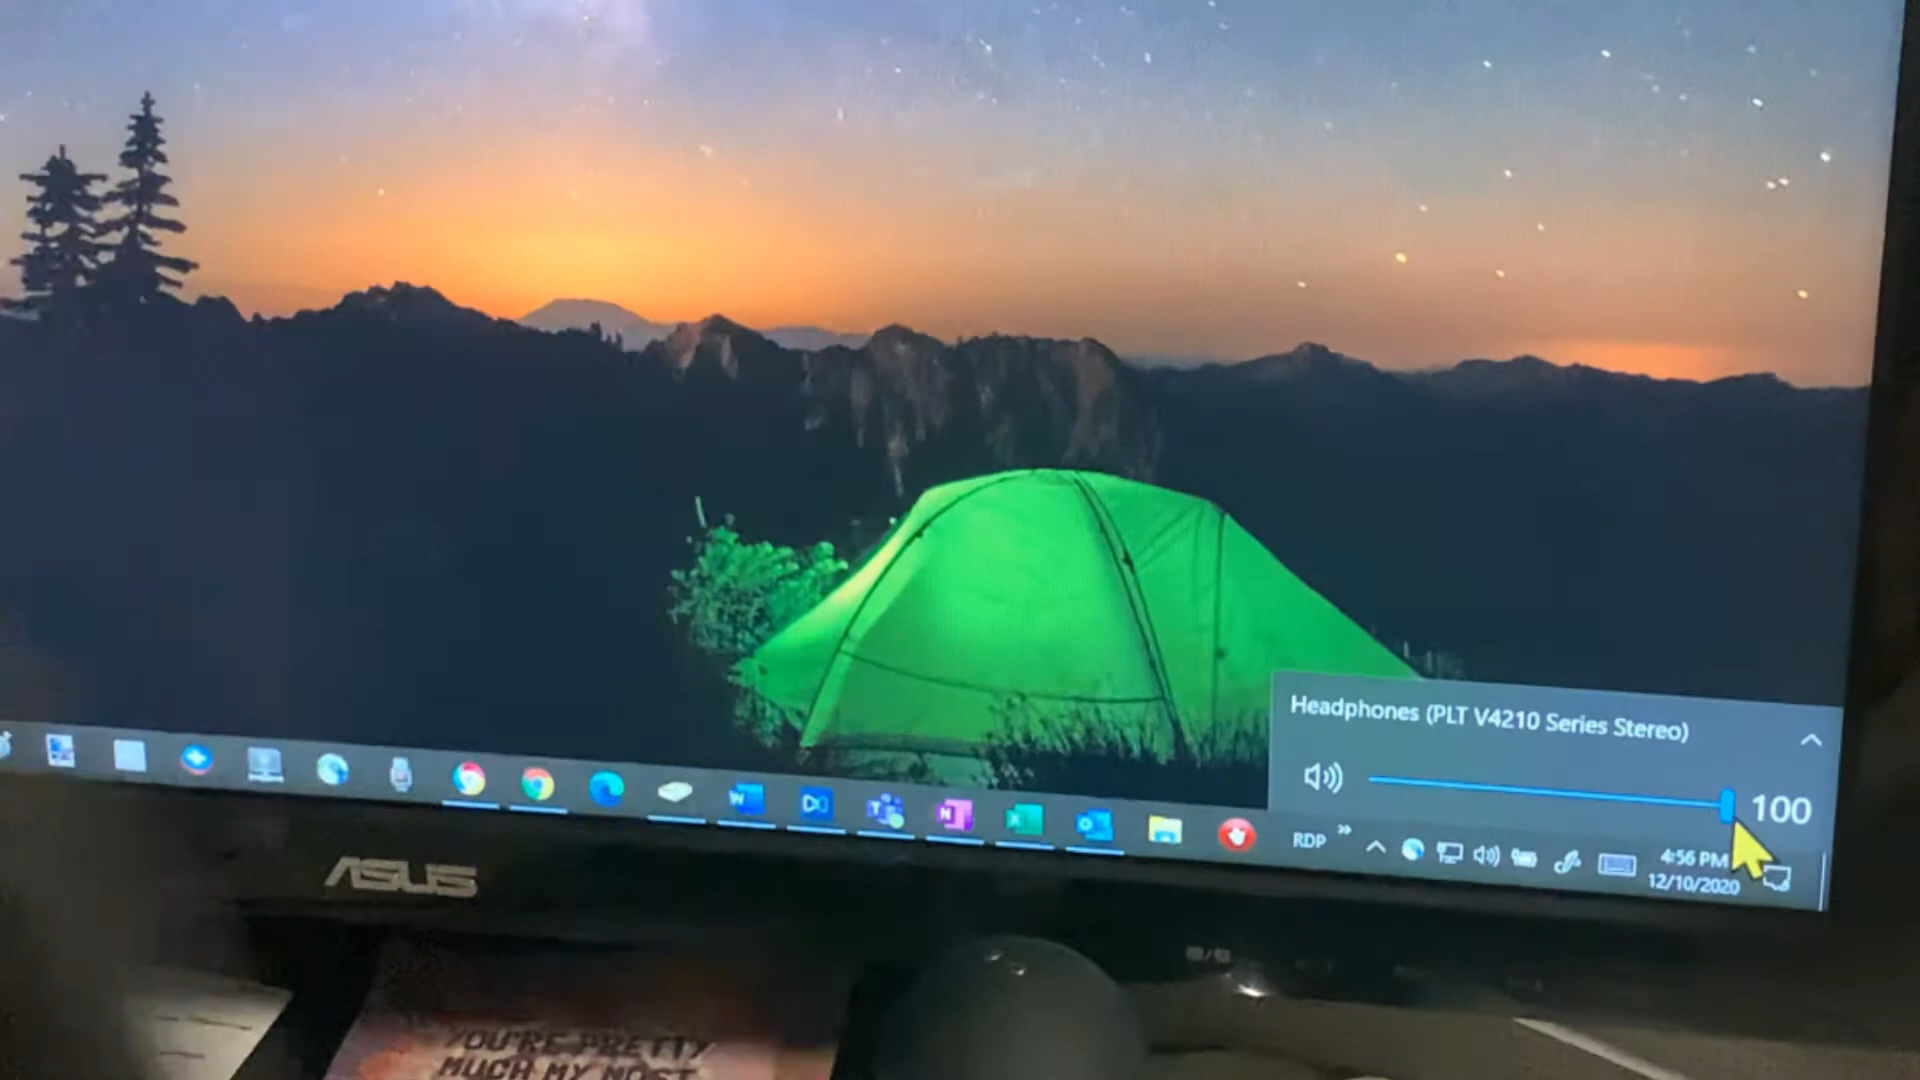 Headphones (PLT V4210 Series Stereo)
100
RDP
4:56 PM
12/10/2020
ASUS
YOU'RE PRETTY
MUCH MY MOST